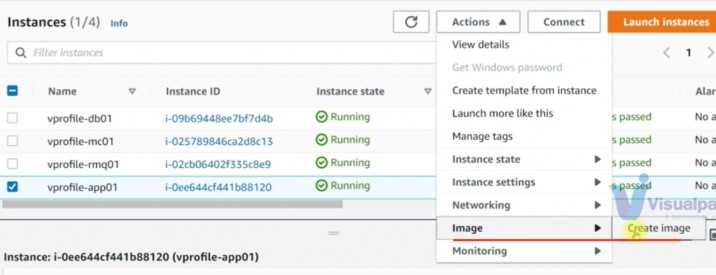 Instances (1/4) Info
Actions Connect Launch instances
Filter instances
1
View details
Get Windows password
Create template from instance
Launch more like this
Manage tags
Instance state
Instance settings
Networking
Image
Monitoring
Create image
Name Instance ID Instance state
vprofile-db01 i-09b69448ee7bf7d4b Running passed No a
vprofile-mc01 i-025789846ca2d8c13 Running passed No a
vprofile-rmq01 i-02cb06402f335c8e9 Running passed No a
vprofile-app01 i-0ee644cf441b88120 Running passed No a
Visualpa
Instance: i-0ee644cf441b88120 (vprofile-app01)